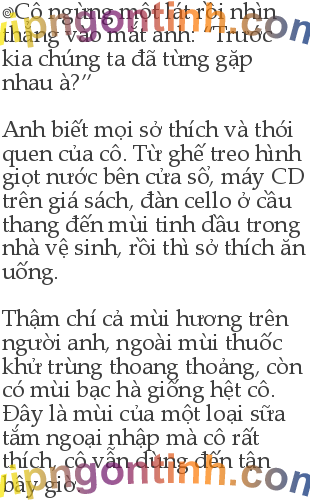 Cô ngừng một lát rồi nhìn
thẳng vào mắt anh: “Trước
kia chúng ta đã từng gặp
nhau à?”
Anh biết mọi sở thích và thói
quen của cô. Từ ghế treo hình
giọt nước bên cửa sổ, máy CD
trên giá sách, đàn cello ở cầu
thang đến mùi tinh dầu trong
nhà vệ sinh, rồi thì sở thích ăn
uống.
Thậm chí cả mùi hương trên
người anh, ngoài mùi thuốc
khử trùng thoang thoảng, còn
có mùi bạc hà giống hệt cô.
Đây là mùi của một loại sữa
tắm ngoại nhập mà cô rất
thích, cô vẫn dùng đến tận
bây giờ.
vipngontinh.com
vipngontinh.com